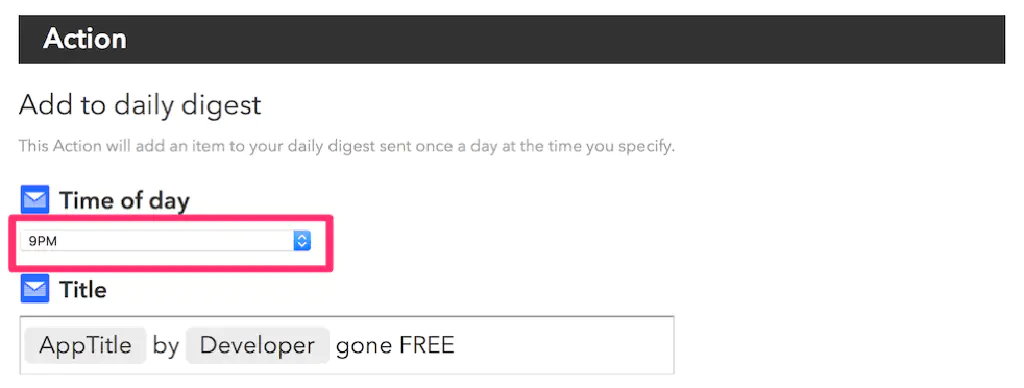 Action
Add to daily digest
This Action will add an item to your daily digest sent once a day at the time you specify.
Time of day
9PM
Title
AppTitle by Developer gone FREE